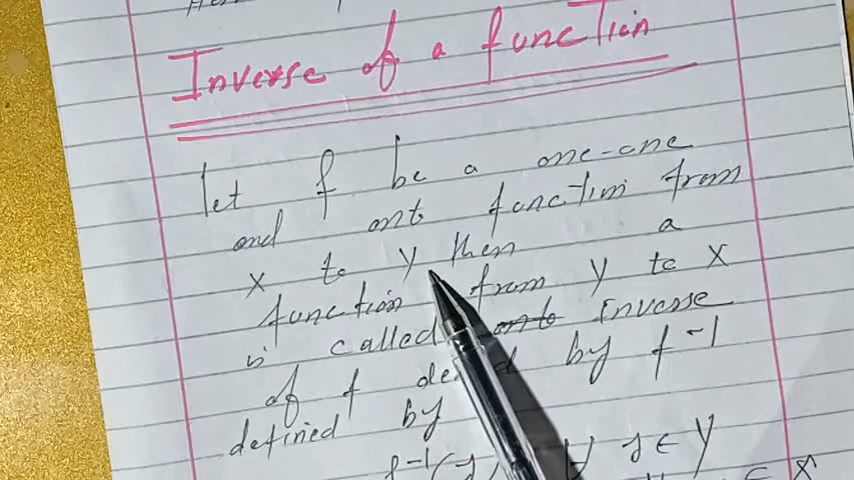 Inverse of a function
let f be a one-one
and onto function from
X to Y then a
function from Y to X
is called onto Inverse
of f by f⁻¹
defined by
f⁻¹(y) ∀ y ∈ Y
∈ X